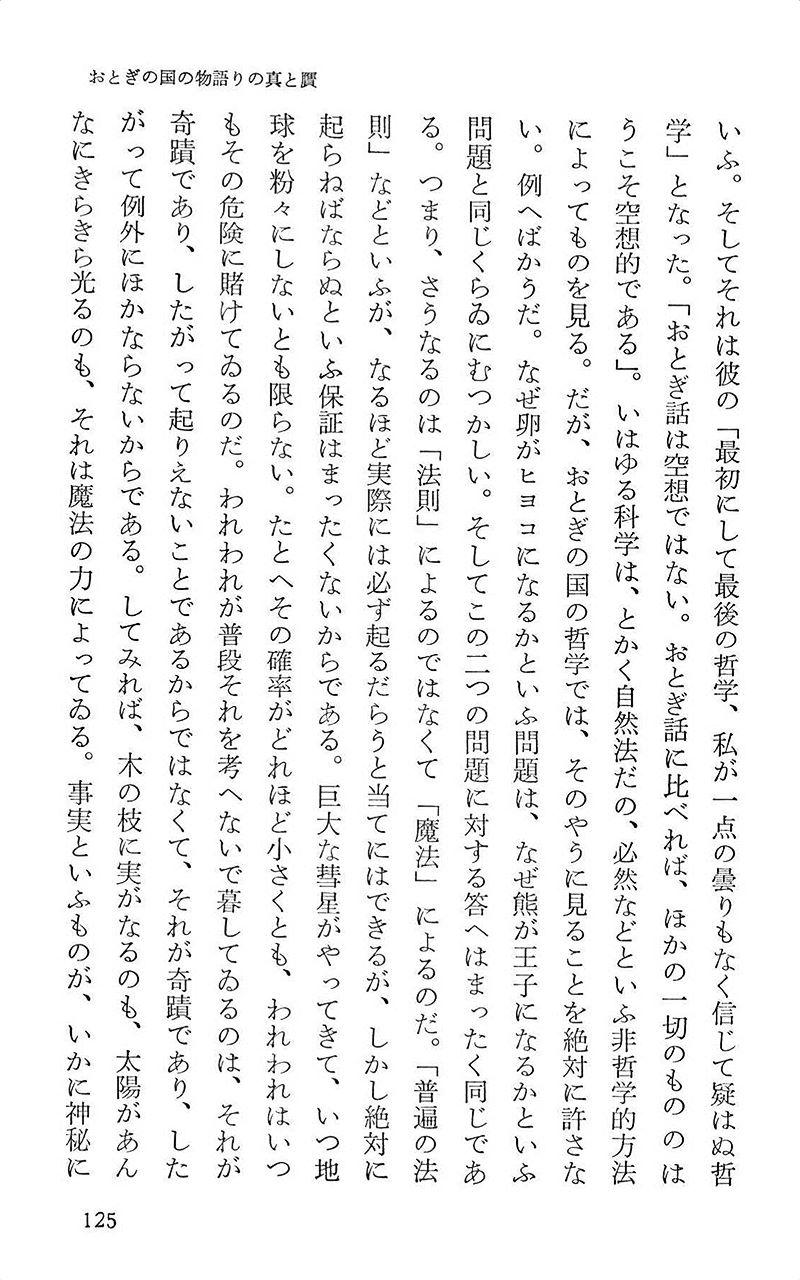 おとぎの国の物語りの真と贋
いふ。そしてそれは彼の「最初にして最後の哲学、私が一点の曇りもなく信じて疑はぬ哲
学」となった。「おとぎ話は空想ではない。おとぎ話に比べれば、ほかの一切のもののは
うこそ空想的である」。いはゆる科学は、とかく自然法だの、必然などといふ非哲学的方法
によってものを見る。だが、おとぎの国の哲学では、そのやうに見ることを絶対に許さな
い。例へばかうだ。なぜ卵がヒヨコになるかといふ問題は、なぜ熊が王子になるかといふ
問題と同じくらゐにむつかしい。そしてこの二つの問題に対する答へはまったく同じであ
る。つまり、さうなるのは「法則」によるのではなくて「魔法」によるのだ。「普遍の法
則」などといふが、なるほど実際には必ず起るだらうと当てにはできるが、しかし絶対に
起らねばならぬといふ保証はまったくないからである。巨大な彗星がやってきて、いつ地
球を粉々にしないとも限らない。たとへその確率がどれほど小さくとも、われわれはいつ
もその危険に賭けてゐるのだ。われわれが普段それを考へないで暮してゐるのは、それが
奇蹟であり、したがって起りえないことであるからではなくて、それが奇蹟であり、した
がって例外にほかならないからである。してみれば、木の枝に実がなるのも、太陽があん
なにきらきら光るのも、それは魔法の力によってゐる。事実といふものが、いかに神秘に
125